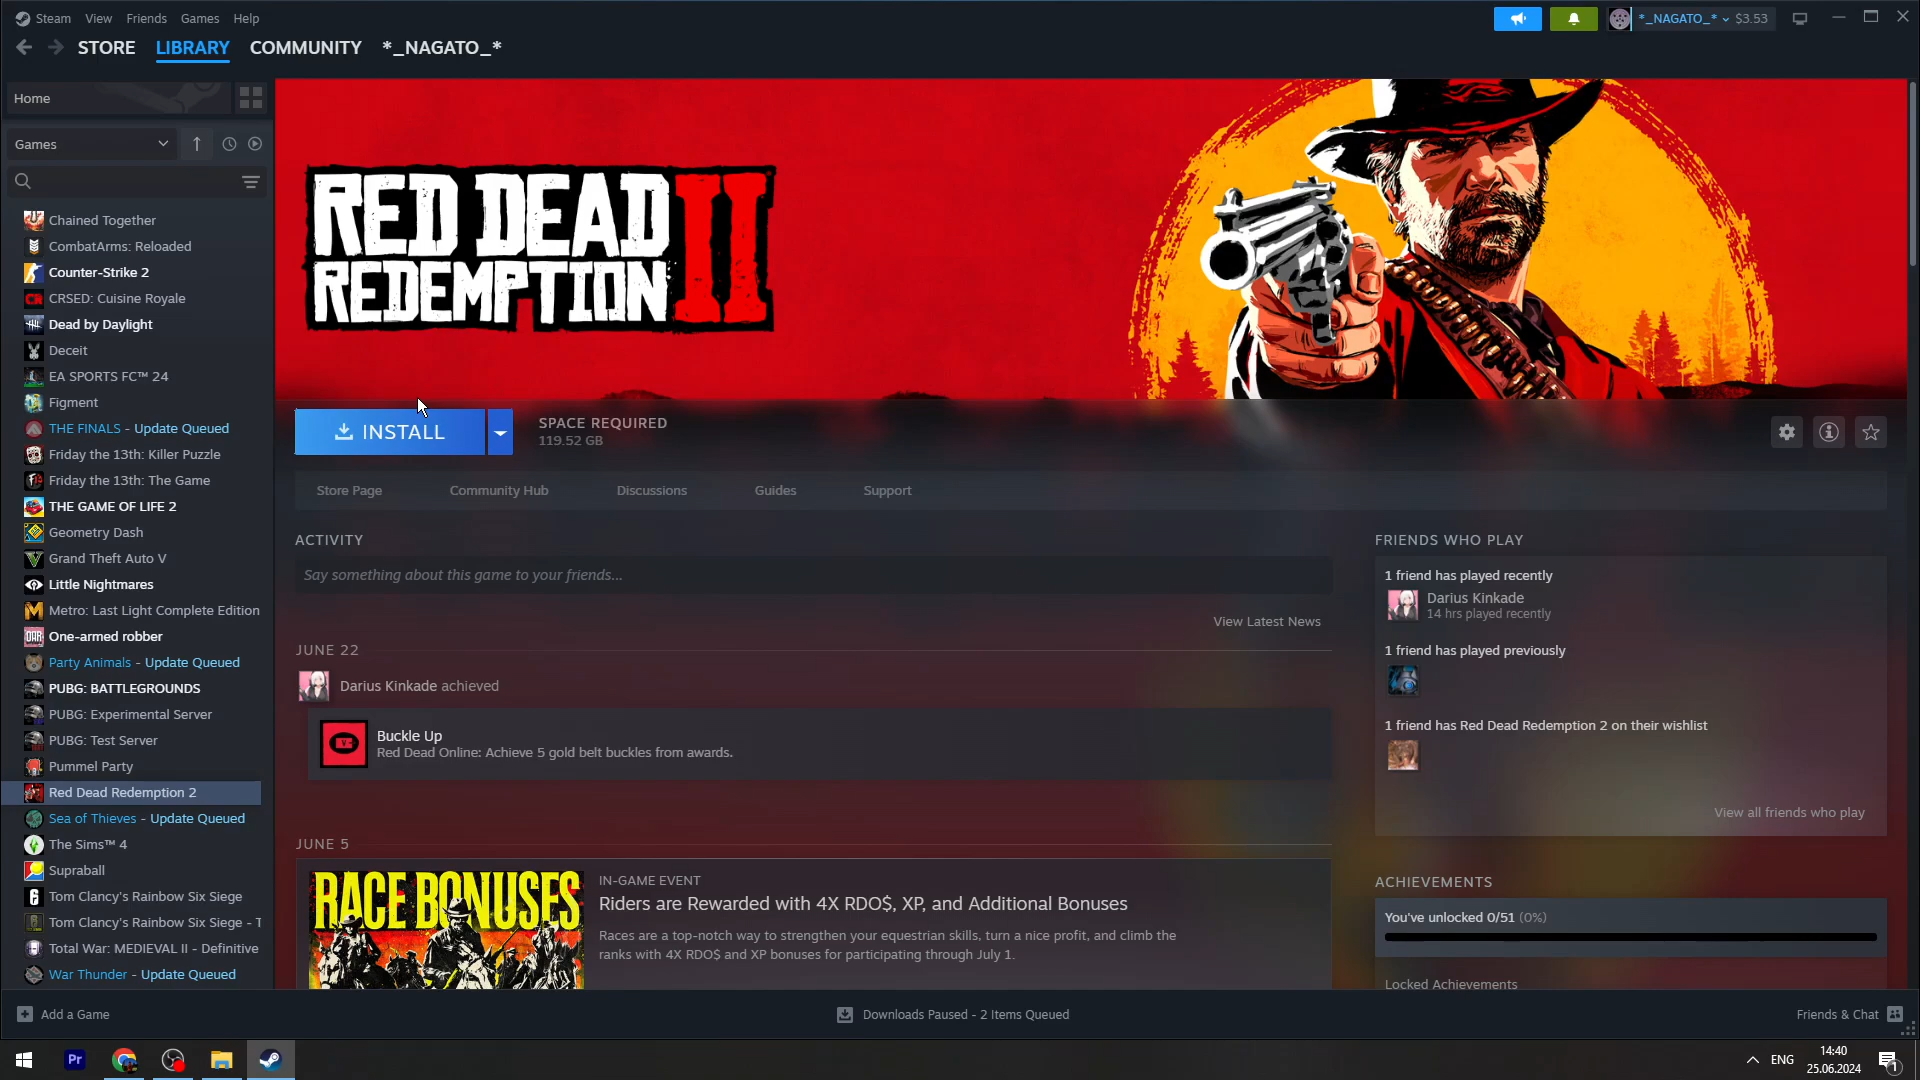 Steam View Friends Games Help
*_NAGATO_* $3.53
STORE LIBRARY COMMUNITY *_NAGATO_*
Home
Games
Chained Together
CombatArms: Reloaded
Counter-Strike 2
CRSED: Cuisine Royale
Dead by Daylight
Deceit
EA SPORTS FC™ 24
Figment
THE FINALS - Update Queued
Friday the 13th: Killer Puzzle
Friday the 13th: The Game
THE GAME OF LIFE 2
Geometry Dash
Grand Theft Auto V
Little Nightmares
Metro: Last Light Complete Edition
One-armed robber
Party Animals - Update Queued
PUBG: BATTLEGROUNDS
PUBG: Experimental Server
PUBG: Test Server
Pummel Party
Red Dead Redemption 2
Sea of Thieves - Update Queued
The Sims™ 4
Supraball
Tom Clancy's Rainbow Six Siege
Tom Clancy's Rainbow Six Siege - T
Total War: MEDIEVAL II - Definitive
War Thunder - Update Queued
RED DEAD
REDEMPTION II
INSTALL
SPACE REQUIRED
119.52 GB
Store Page Community Hub Discussions Guides Support
ACTIVITY
Say something about this game to your friends...
View Latest News
JUNE 22
Darius Kinkade achieved
Buckle Up
Red Dead Online: Achieve 5 gold belt buckles from awards.
JUNE 5
RACE BONUSES
IN-GAME EVENT
Riders are Rewarded with 4X RDO$, XP, and Additional Bonuses
Races are a top-notch way to strengthen your equestrian skills, turn a nice profit, and climb the
ranks with 4X RDO$ and XP bonuses for participating through July 1.
FRIENDS WHO PLAY
1 friend has played recently
Darius Kinkade
14 hrs played recently
1 friend has played previously
1 friend has Red Dead Redemption 2 on their wishlist
View all friends who play
ACHIEVEMENTS
You've unlocked 0/51 (0%)
Locked Achievements
Add a Game
Downloads Paused - 2 Items Queued
Friends & Chat
Pr
ENG
14:40
25.06.2024
1